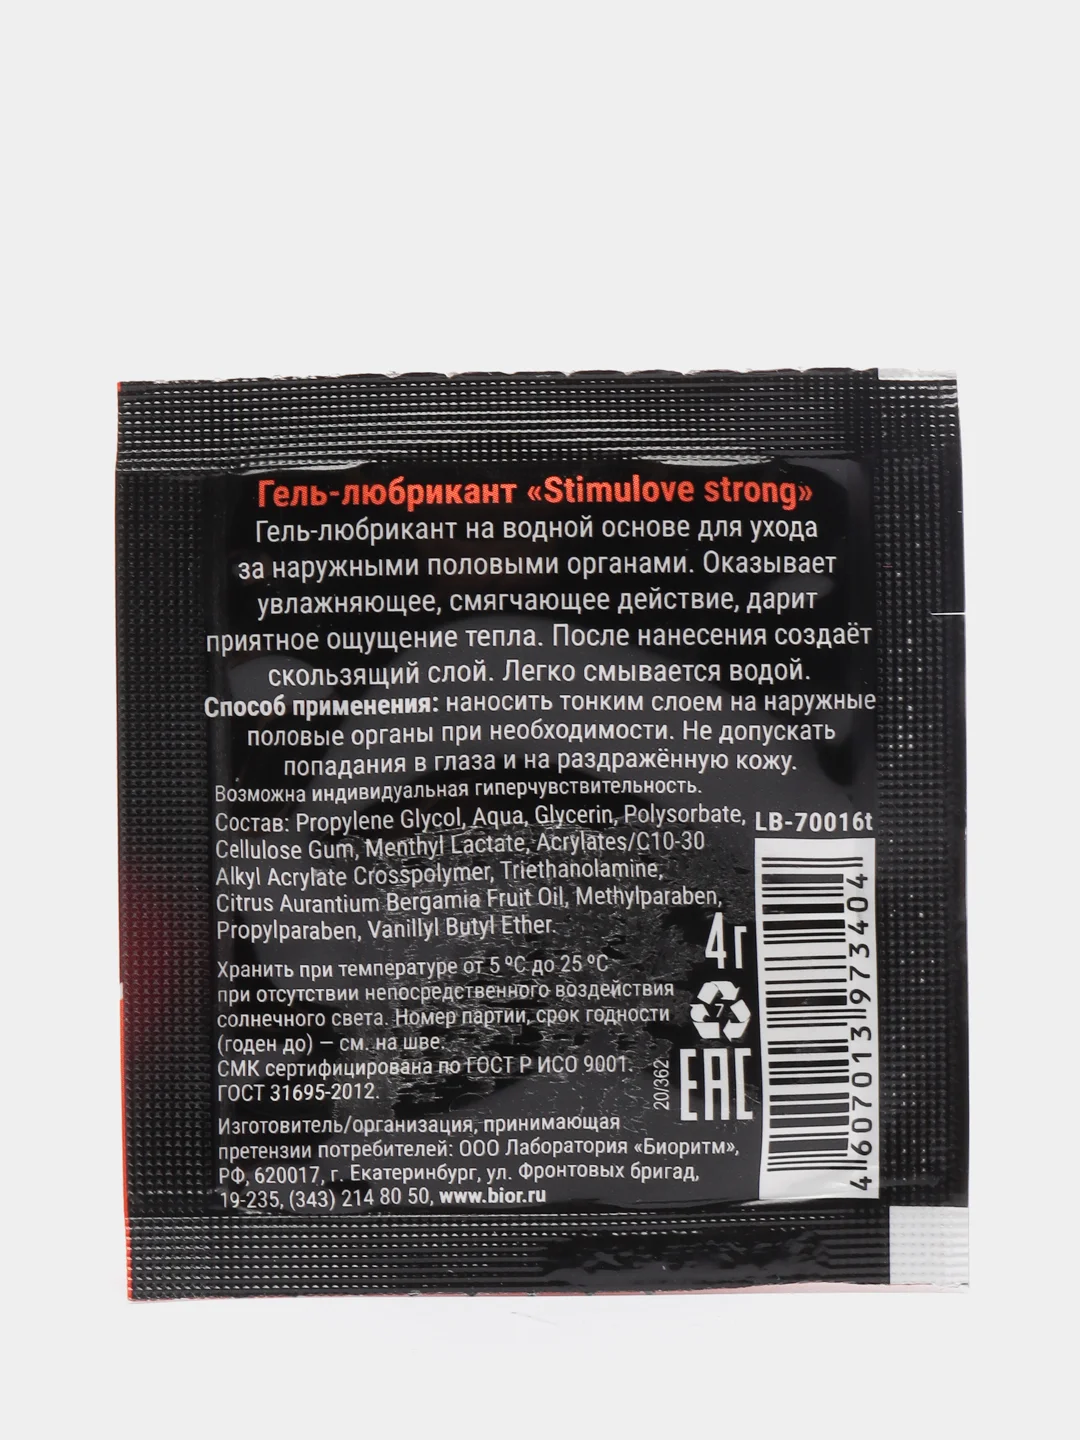 Гель-любрикант «Stimulove strong»
Гель-любрикант на водной основе для ухода
за наружными половыми органами. Оказывает
увлажняющее, смягчающее действие, дарит
приятное ощущение тепла. После нанесения создаёт
скользящий слой. Легко смывается водой.
Способ применения: наносить тонким слоем на наружные
половые органы при необходимости. Не допускать
попадания в глаза и на раздражённую кожу.
Возможна индивидуальная гиперчувствительность.
Состав: Propylene Glycol, Aqua, Glycerin, Polysorbate,
Cellulose Gum, Menthyl Lactate, Acrylates/C10-30
Alkyl Acrylate Crosspolymer, Triethanolamine,
Citrus Aurantium Bergamia Fruit Oil, Methylparaben,
Propylparaben, Vanillyl Butyl Ether.
LB-70016t
4607013973404
4 г
7
EAC
20/362
Хранить при температуре от 5 ºС до 25 ºС
при отсутствии непосредственного воздействия
солнечного света. Номер партии, срок годности
(годен до) – см. на шве.
СМК сертифицирована по ГОСТ Р ИСО 9001.
ГОСТ 31695-2012.
Изготовитель/организация, принимающая
претензии потребителей: ООО Лаборатория «Биоритм»,
РФ, 620017, г. Екатеринбург, ул. Фронтовых бригад,
19-235, (343) 214 80 50, www.bior.ru